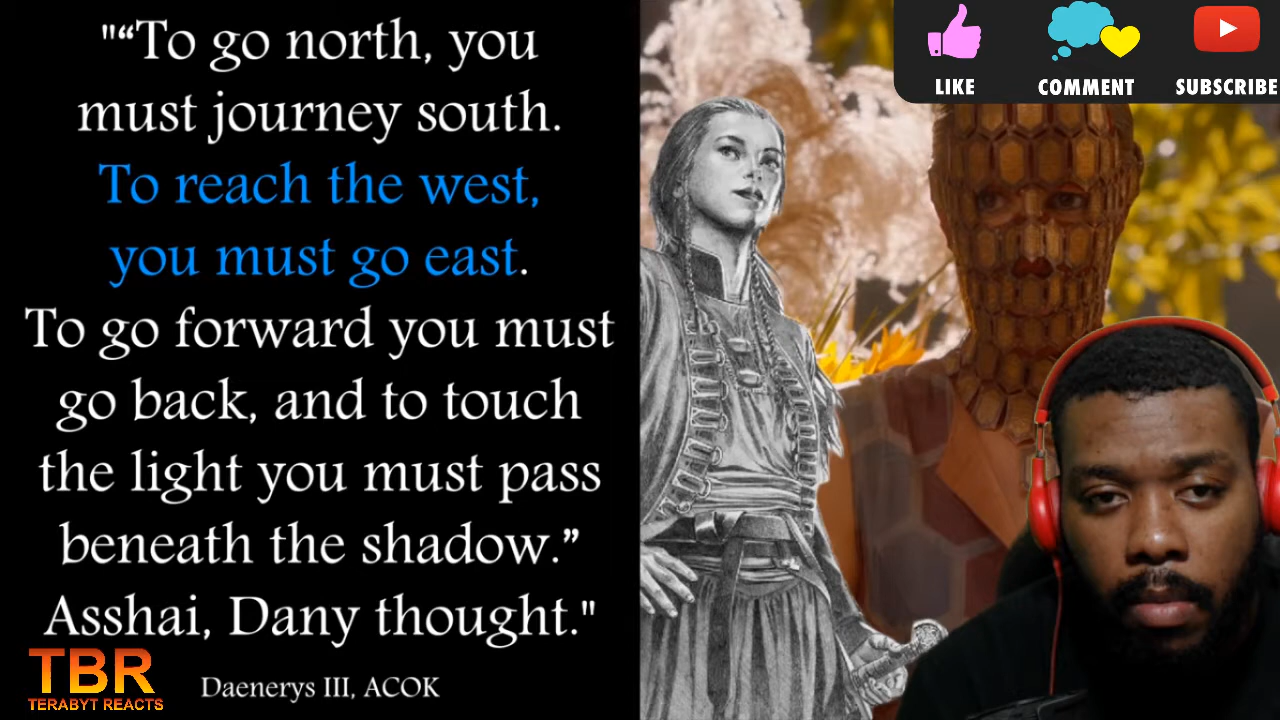 "“To go north, you
must journey south.
To reach the west,
you must go east.
To go forward you must
go back, and to touch
the light you must pass
beneath the shadow.”
Asshai, Dany thought."
Daenerys III, ACOK
TBR
TERABYT REACTS
LIKE
COMMENT
SUBSCRIBE